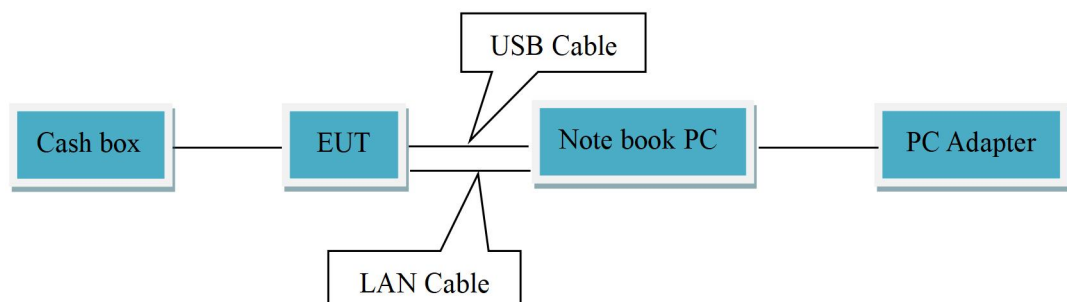 USB Cable
Cash box
EUT
Note book PC
PC Adapter
LAN Cable